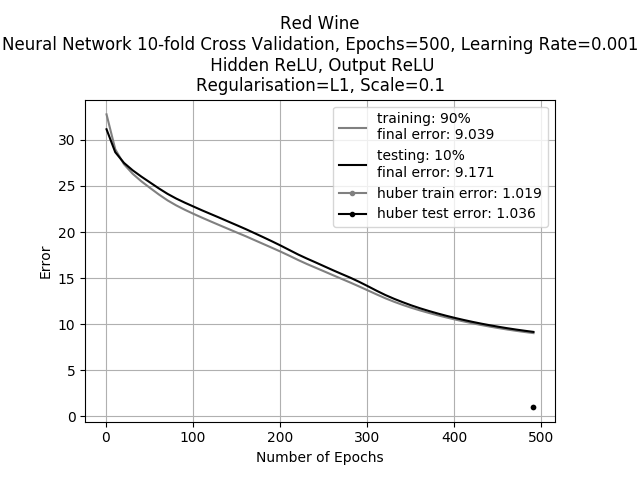 Red Wine
Neural Network 10-fold Cross Validation, Epochs=500, Learning Rate=0.001
Hidden ReLU, Output ReLU
Regularisation=L1, Scale=0.1
training: 90%
final error: 9.039
testing: 10%
final error: 9.171
huber train error: 1.019
huber test error: 1.036
Error
30
25
20
15
10
5
0
0 100 200 300 400 500
Number of Epochs